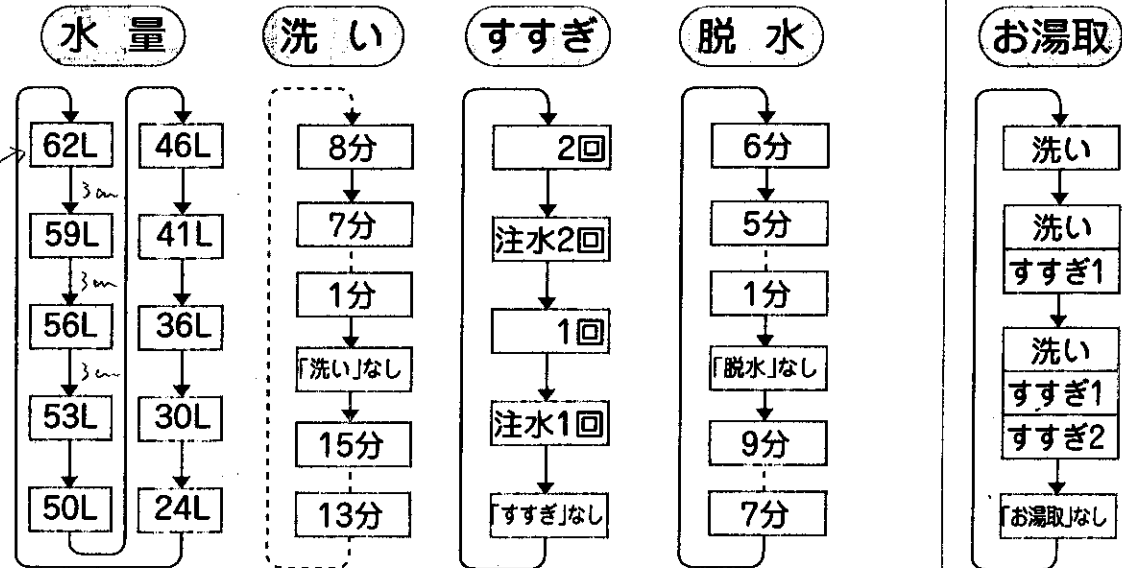 水量
62L
3cm
59L
3cm
56L
3cm
53L
50L
46L
41L
36L
30L
24L
洗い
8分
7分
1分
「洗い」なし
15分
13分
すすぎ
2回
注水2回
1回
注水1回
「すすぎ」なし
脱水
6分
5分
1分
「脱水」なし
9分
7分
お湯取
洗い
洗い
すすぎ1
洗い
すすぎ1
すすぎ2
「お湯取」なし